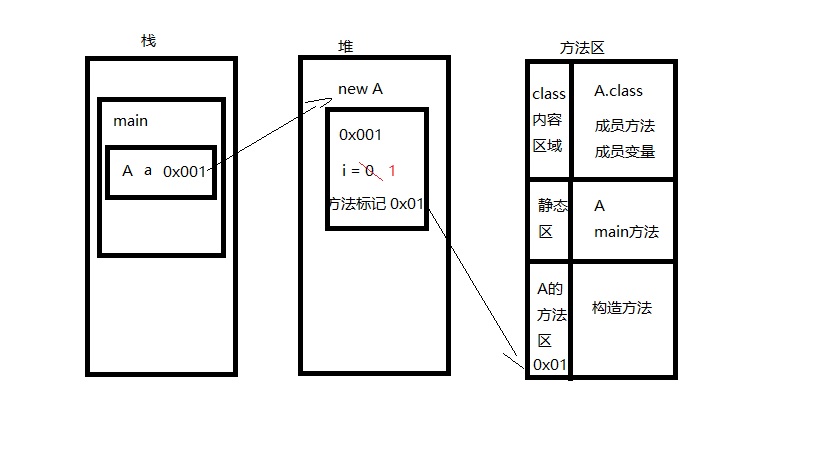 栈
main
A a 0x001
堆
new A
0x001
i = 0 1
方法标记 0x01
方法区
class
内容
区域
A.class
成员方法
成员变量
静态
区
A
main方法
A的
方法
区
0x01
构造方法